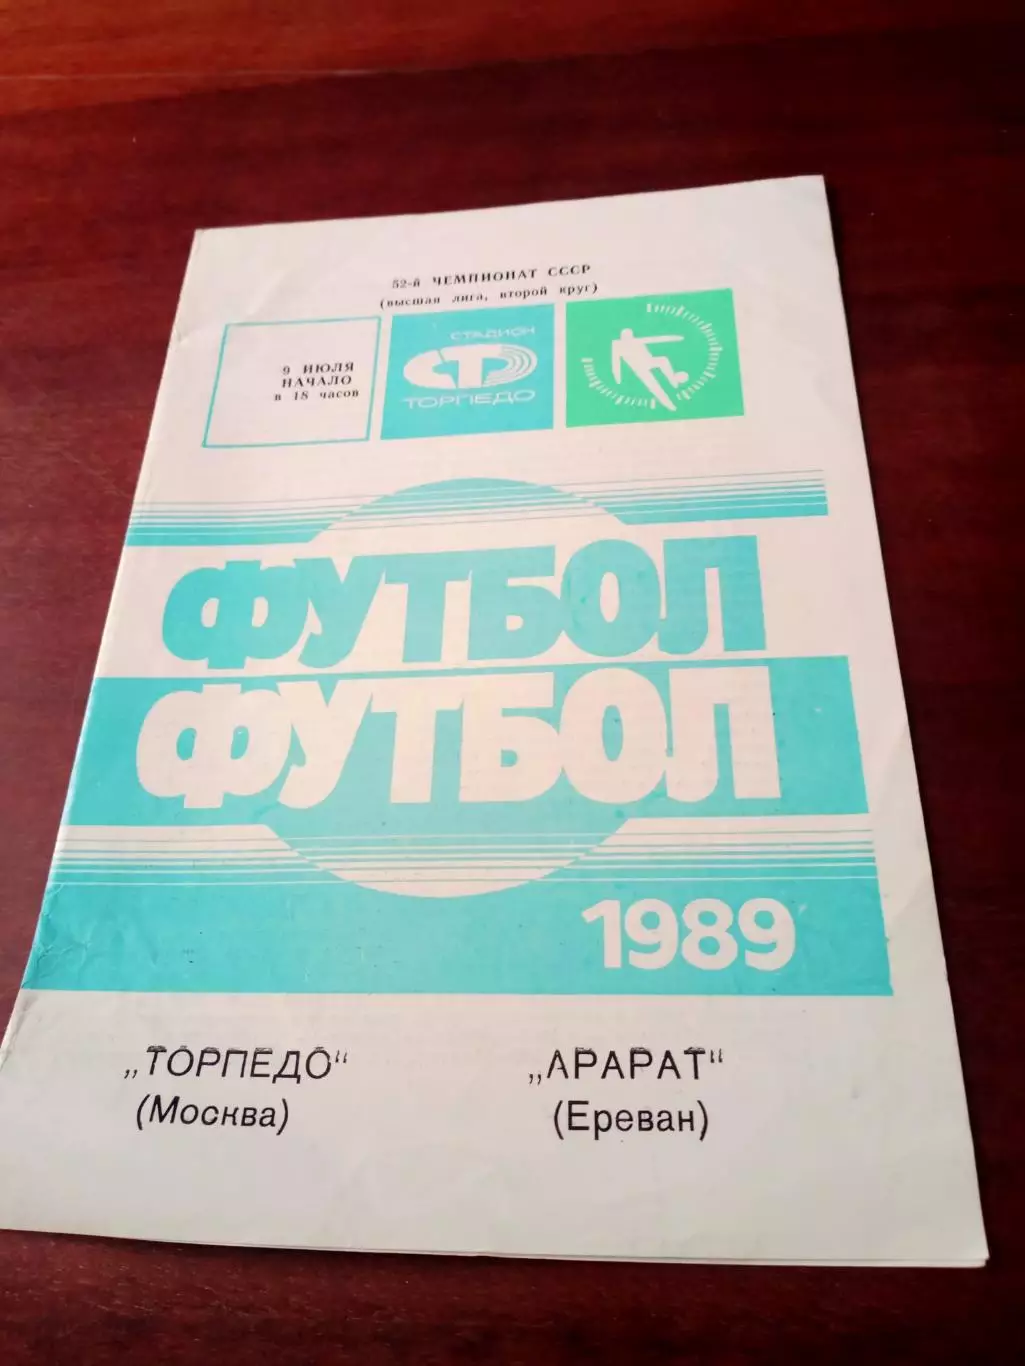 52-й ЧЕМПИОНАТ СССР
(высшая лига, второй круг)
9 ИЮЛЯ
НАЧАЛО
в 18 часов
СТАДИОН
СТ
ТОРПЕДО
ФУТБОЛ
ФУТБОЛ
1989
„ТОРПЕДО“
(Москва)
„АРАРАТ“
(Ереван)